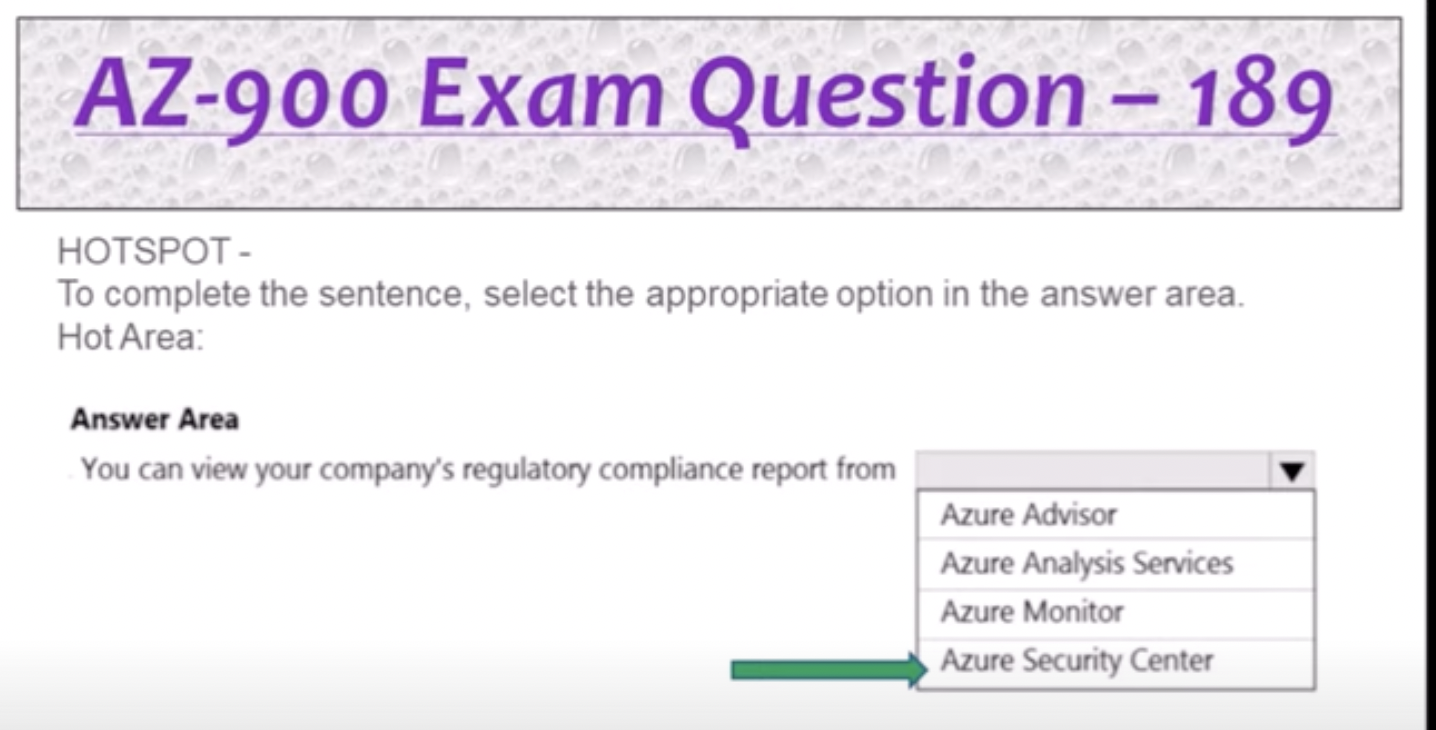 AZ-900 Exam Question – 189
HOTSPOT -
To complete the sentence, select the appropriate option in the answer area.
Hot Area:
Answer Area
You can view your company's regulatory compliance report from
Azure Advisor
Azure Analysis Services
Azure Monitor
Azure Security Center